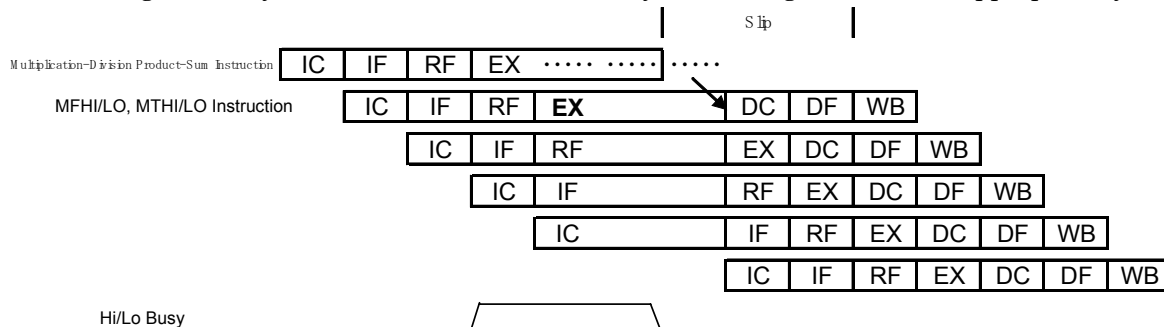 Slip
Multiplication-Division Product-Sum Instruction IC IF RF EX ····· ····· ·····
MFHI/LO, MTHI/LO Instruction IC IF RF EX DC DF WB
IC IF RF EX DC DF WB
IC IF RF EX DC DF WB
IC IF RF EX DC DF WB
IC IF RF EX DC DF WB
Hi/Lo Busy